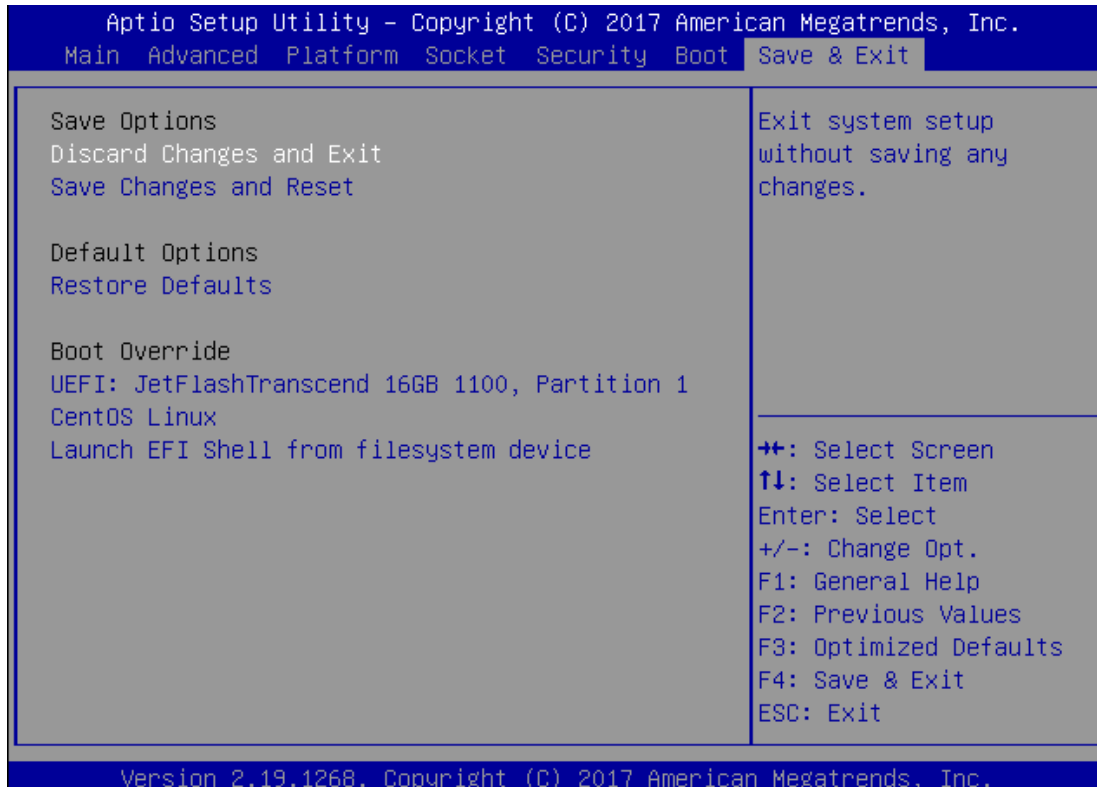 Aptio Setup Utility – Copyright (C) 2017 American Megatrends, Inc.
Main Advanced Platform Socket Security Boot Save & Exit
Save Options
Discard Changes and Exit
Save Changes and Reset
Default Options
Restore Defaults
Boot Override
UEFI: JetFlashTranscend 16GB 1100, Partition 1
CentOS Linux
Launch EFI Shell from filesystem device
Exit system setup
without saving any
changes.
→←: Select Screen
↑↓: Select Item
Enter: Select
+/-: Change Opt.
F1: General Help
F2: Previous Values
F3: Optimized Defaults
F4: Save & Exit
ESC: Exit
Version 2.19.1268. Copyright (C) 2017 American Megatrends, Inc.